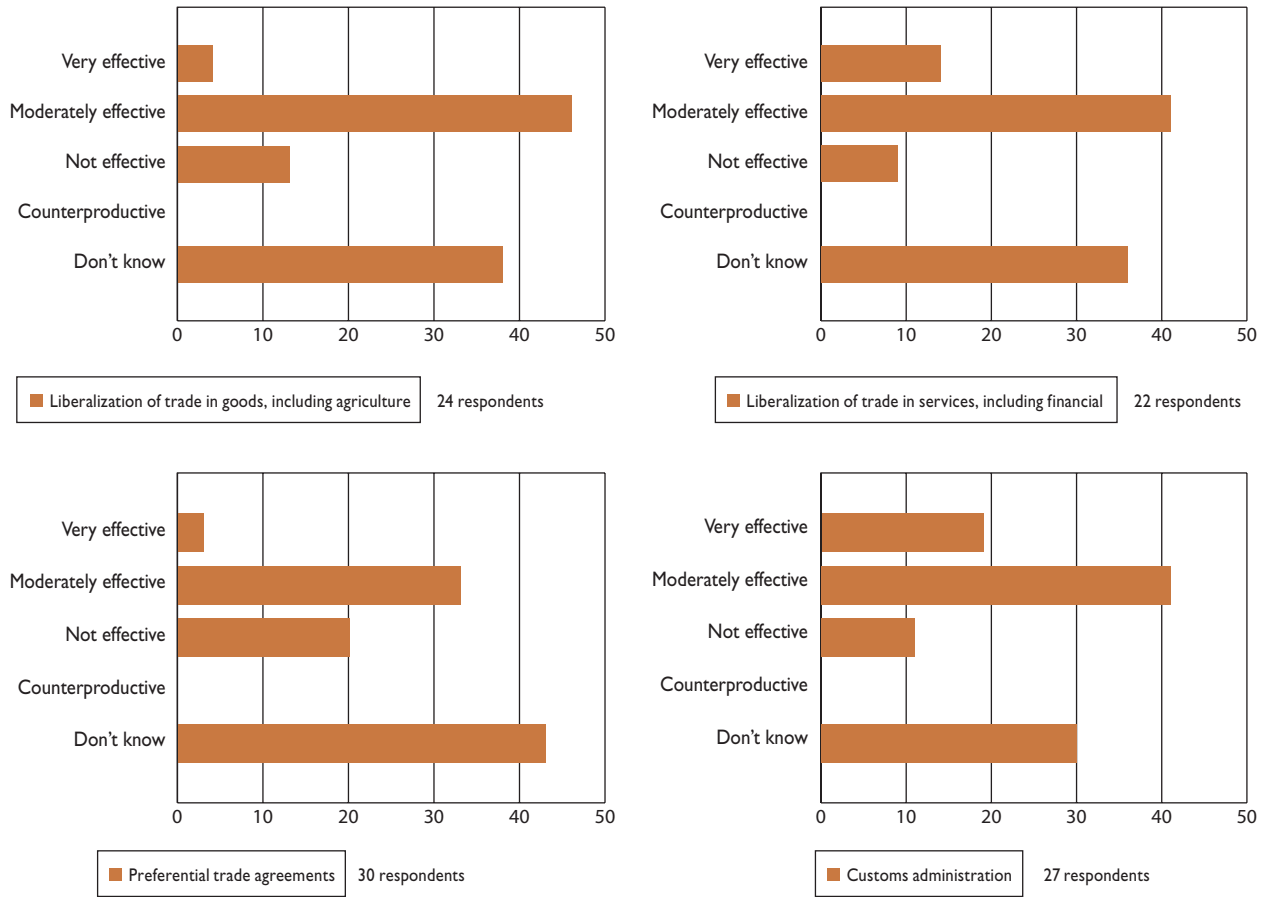 Very effective
Moderately effective
Not effective
Counterproductive
Don't know
0 10 20 30 40 50
Liberalization of trade in goods, including agriculture 24 respondents
Very effective
Moderately effective
Not effective
Counterproductive
Don't know
0 10 20 30 40 50
Liberalization of trade in services, including financial 22 respondents
Very effective
Moderately effective
Not effective
Counterproductive
Don't know
0 10 20 30 40 50
Preferential trade agreements 30 respondents
Very effective
Moderately effective
Not effective
Counterproductive
Don't know
0 10 20 30 40 50
Customs administration 27 respondents